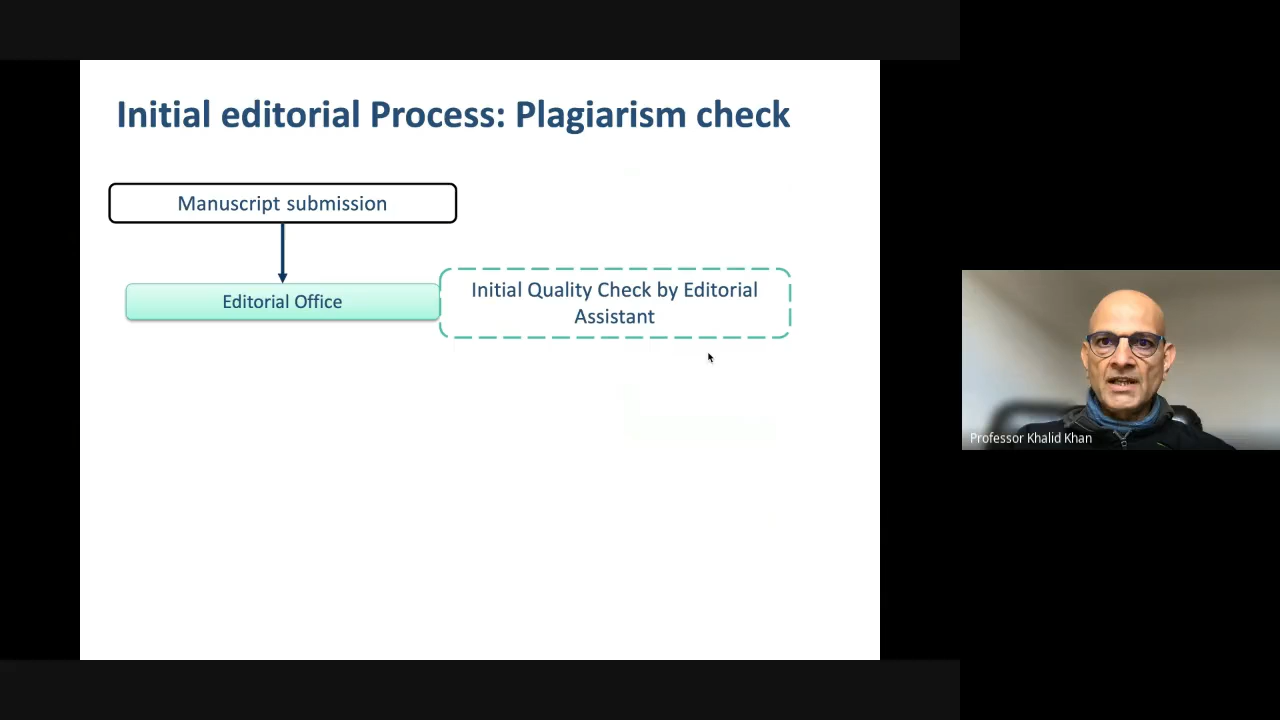 Initial editorial Process: Plagiarism check
Manuscript submission
Editorial Office
Initial Quality Check by Editorial
Assistant
Professor Khalid Khan